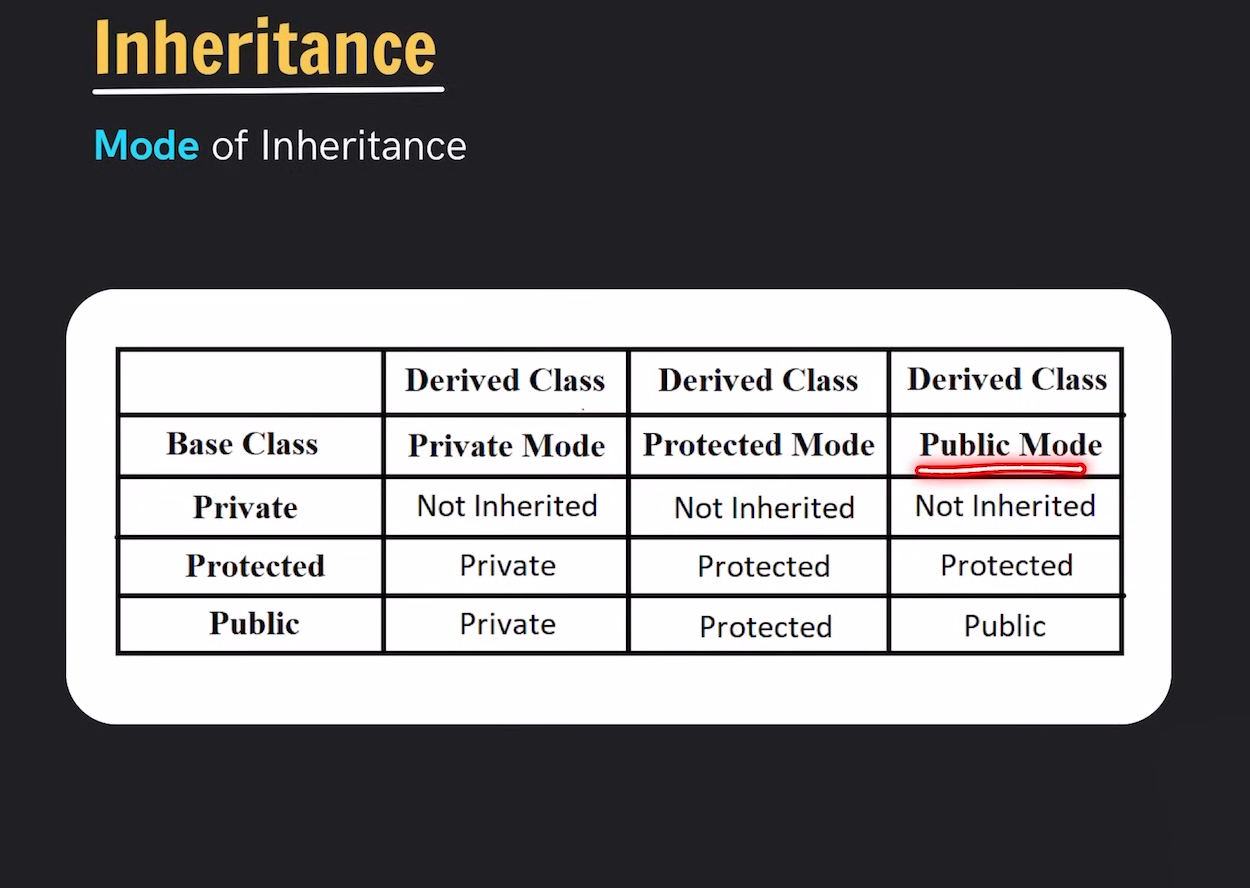 Inheritance
Mode of Inheritance
Derived Class Derived Class Derived Class
Base Class Private Mode Protected Mode Public Mode
Private Not Inherited Not Inherited Not Inherited
Protected Private Protected Protected
Public Private Protected Public